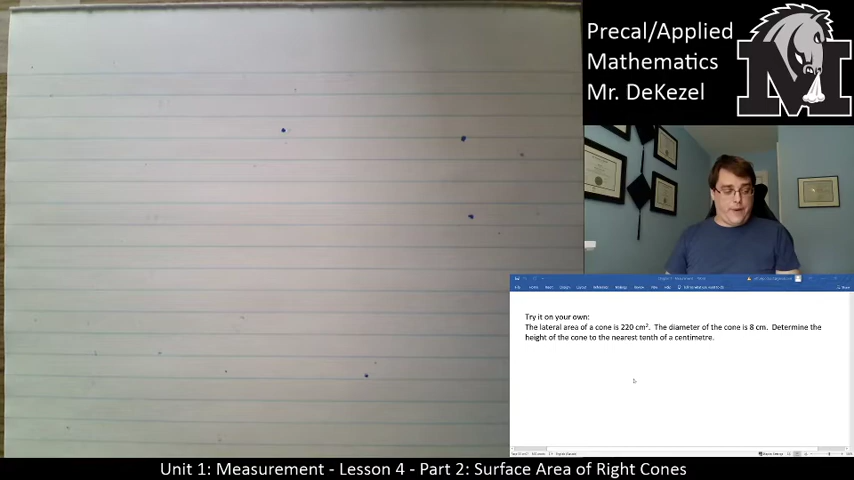 Precal/Applied
Mathematics
Mr. DeKezel
M
Try it on your own:
The lateral area of a cone is 220 cm². The diameter of the cone is 8 cm. Determine the
height of the cone to the nearest tenth of a centimetre.
Unit 1: Measurement - Lesson 4 - Part 2: Surface Area of Right Cones